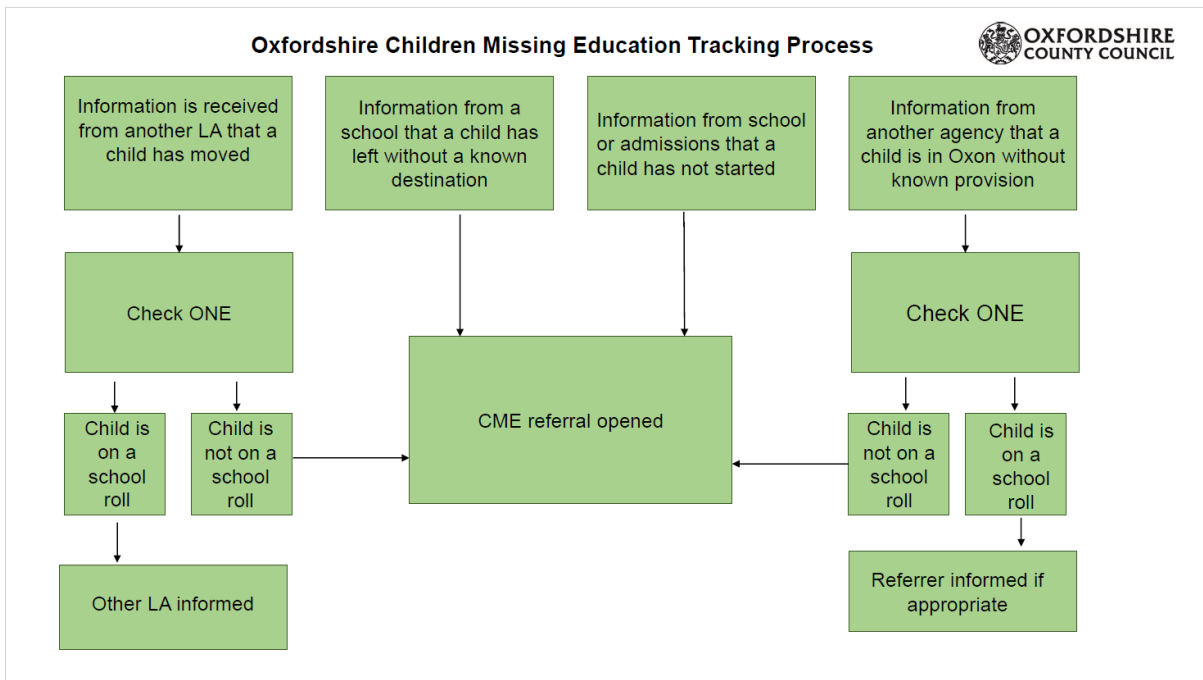 Oxfordshire Children Missing Education Tracking Process
OXFORDSHIRE
COUNTY COUNCIL
Information is received
from another LA that a
child has moved
Information from a
school that a child has
left without a known
destination
Information from school
or admissions that a
child has not started
Information from
another agency that a
child is in Oxon without
known provision
Check ONE
Check ONE
CME referral opened
Child is
on a
school
roll
Child is
not on a
school
roll
Child is
not on a
school
roll
Child is
on a
school
roll
Other LA informed
Referrer informed if
appropriate